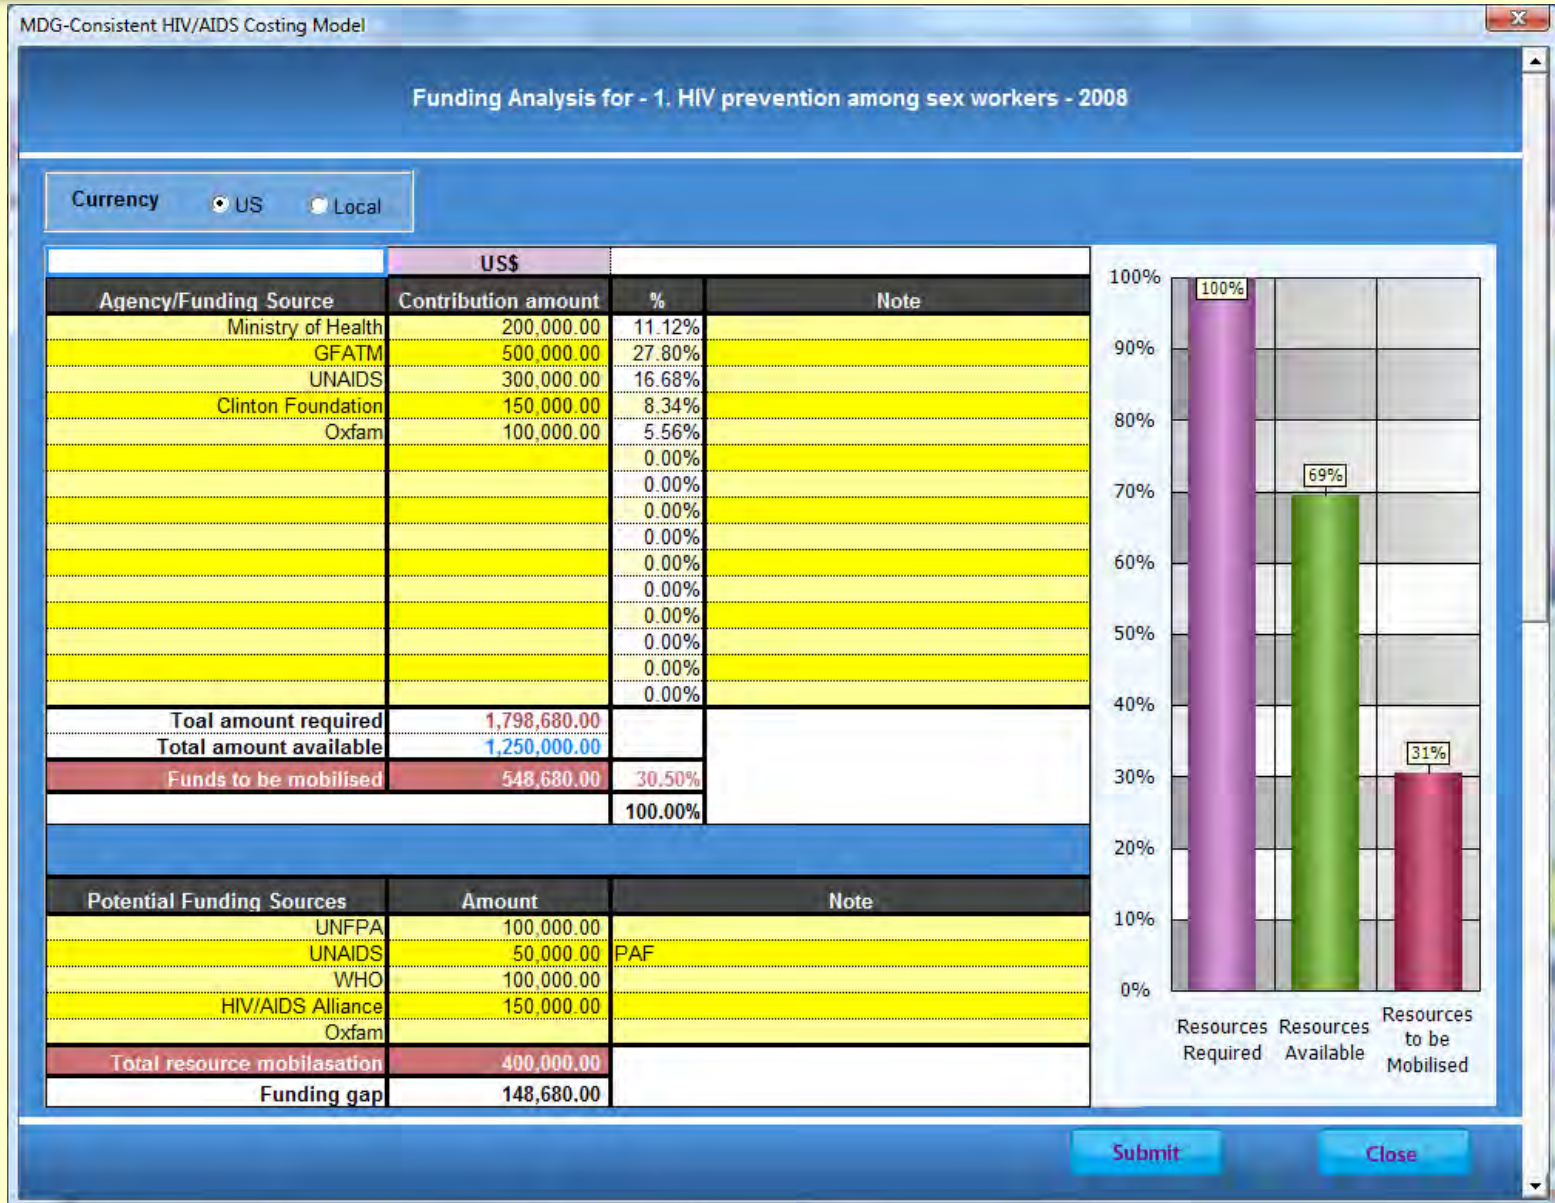 MDG-Consistent HIV/AIDS Costing Model
Funding Analysis for - 1. HIV prevention among sex workers - 2008
Currency US Local
US$
Agency/Funding Source Contribution amount % Note
Ministry of Health 200,000.00 11.12%
GFATM 500,000.00 27.80%
UNAIDS 300,000.00 16.68%
Clinton Foundation 150,000.00 8.34%
Oxfam 100,000.00 5.56%
0.00%
0.00%
0.00%
0.00%
0.00%
0.00%
0.00%
0.00%
0.00%
0.00%
Toal amount required 1,798,680.00
Total amount available 1,250,000.00
Funds to be mobilised 548,680.00 30.50%
100.00%
Potential Funding Sources Amount Note
UNFPA 100,000.00
UNAIDS 50,000.00 PAF
WHO 100,000.00
HIV/AIDS Alliance 150,000.00
Oxfam
Total resource mobilasation 400,000.00
Funding gap 148,680.00
100%
90%
80%
70%
60%
50%
40%
30%
20%
10%
0%
100%
69%
31%
Resources Required
Resources Available
Resources to be Mobilised
Submit Close